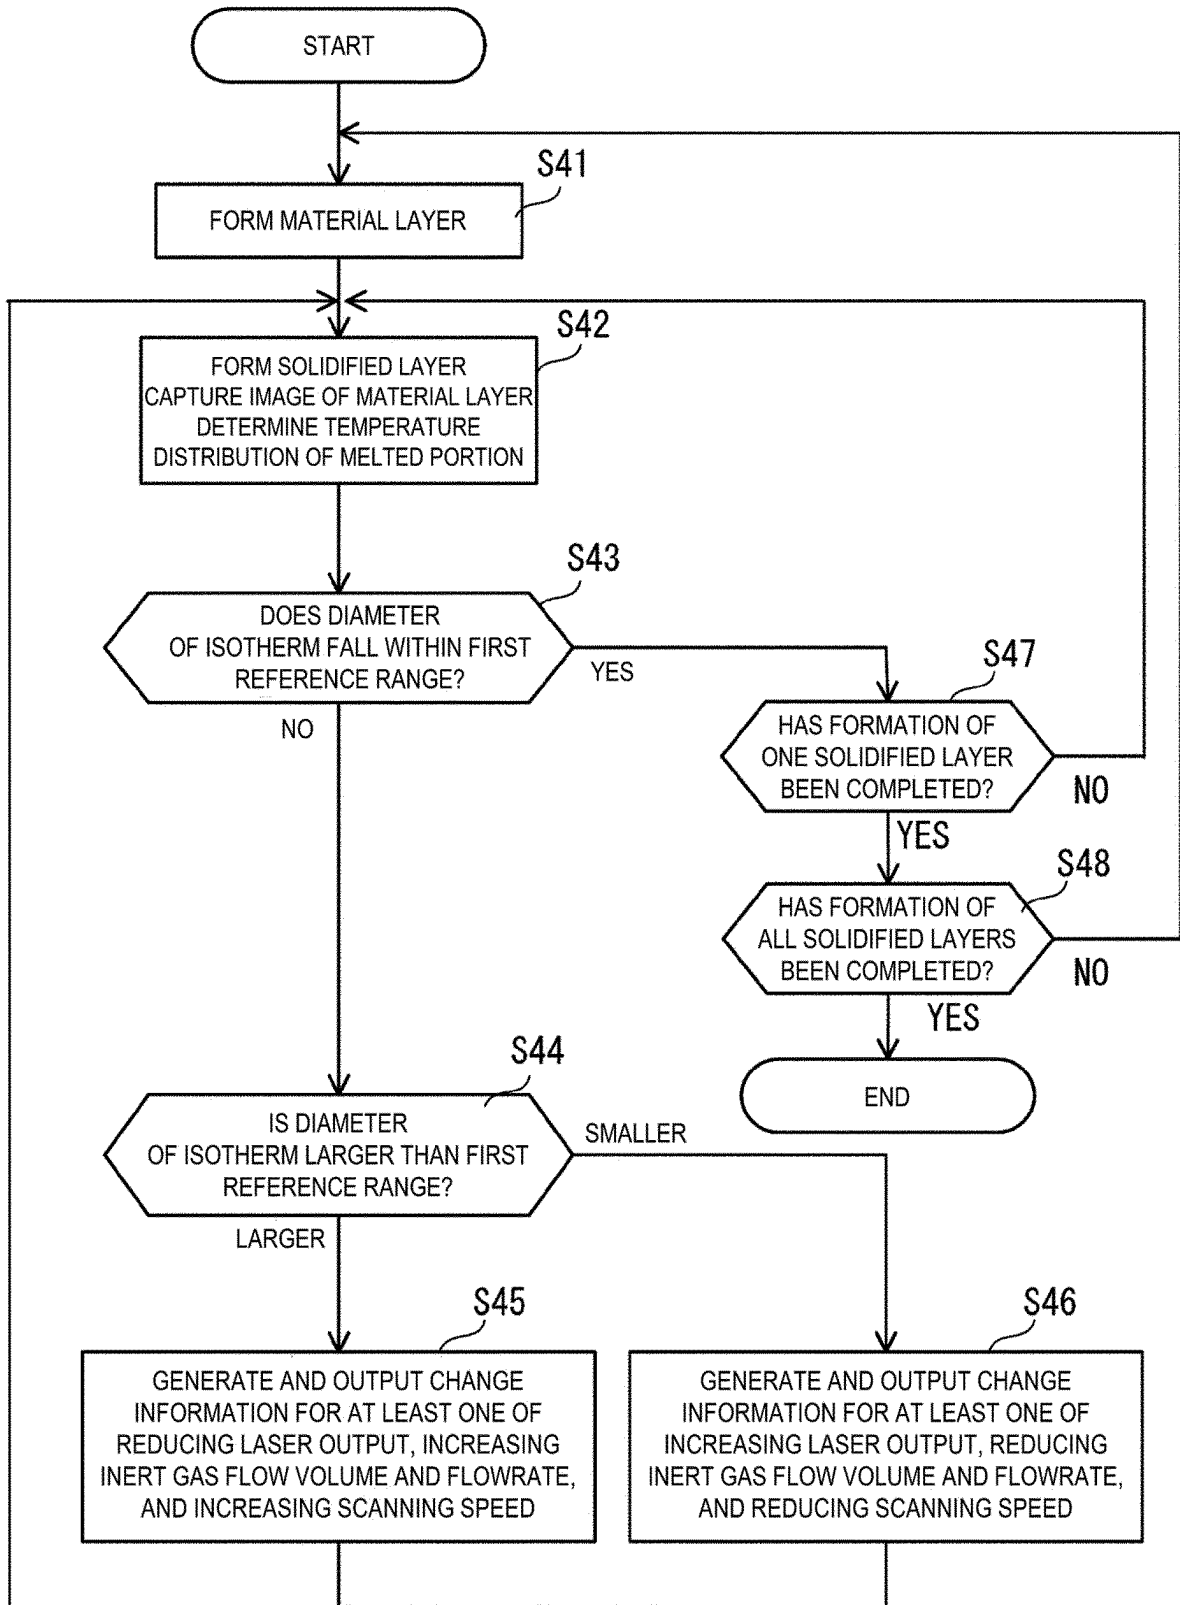 START
S41
FORM MATERIAL LAYER
S42
FORM SOLIDIFIED LAYER
CAPTURE IMAGE OF MATERIAL LAYER
DETERMINE TEMPERATURE
DISTRIBUTION OF MELTED PORTION
S43
DOES DIAMETER
OF ISOTHERM FALL WITHIN FIRST
REFERENCE RANGE?
YES
NO
S47
HAS FORMATION OF
ONE SOLIDIFIED LAYER
BEEN COMPLETED?
NO
YES
S48
HAS FORMATION OF
ALL SOLIDIFIED LAYERS
BEEN COMPLETED?
NO
YES
END
S44
IS DIAMETER
OF ISOTHERM LARGER THAN FIRST
REFERENCE RANGE?
SMALLER
LARGER
S45
GENERATE AND OUTPUT CHANGE
INFORMATION FOR AT LEAST ONE OF
REDUCING LASER OUTPUT, INCREASING
INERT GAS FLOW VOLUME AND FLOWRATE,
AND INCREASING SCANNING SPEED
S46
GENERATE AND OUTPUT CHANGE
INFORMATION FOR AT LEAST ONE OF
INCREASING LASER OUTPUT, REDUCING
INERT GAS FLOW VOLUME AND FLOWRATE,
AND REDUCING SCANNING SPEED